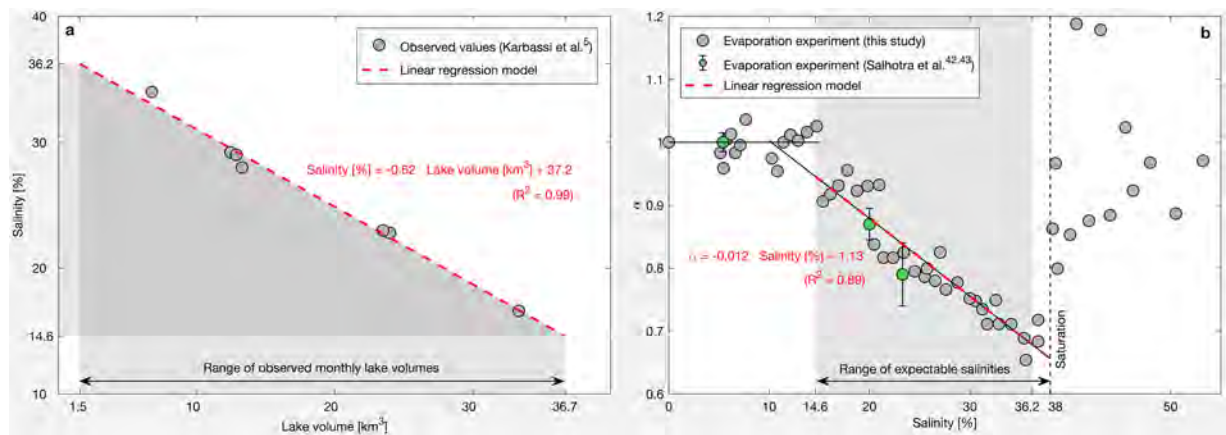 a
40
36.2
30
20
14.6
10
Salinity [%]
Observed values (Karbassi et al.5)
Linear regression model
Salinity [%] = -0.62 Lake volume [km3] + 37.2
(R2 = 0.99)
Range of observed monthly lake volumes
1.5 10 20 30 36.7
Lake volume [km3]
b
1.2
1.1
1
0.9
0.8
0.7
0.6
α
Evaporation experiment (this study)
Evaporation experiment (Salhotra et al.42,43)
Linear regression model
α = -0.012 Salinity (%) + 1.13
(R2 = 0.89)
Saturation
Range of expectable salinities
0 10 14.6 20 30 36.2 38 50
Salinity [%]